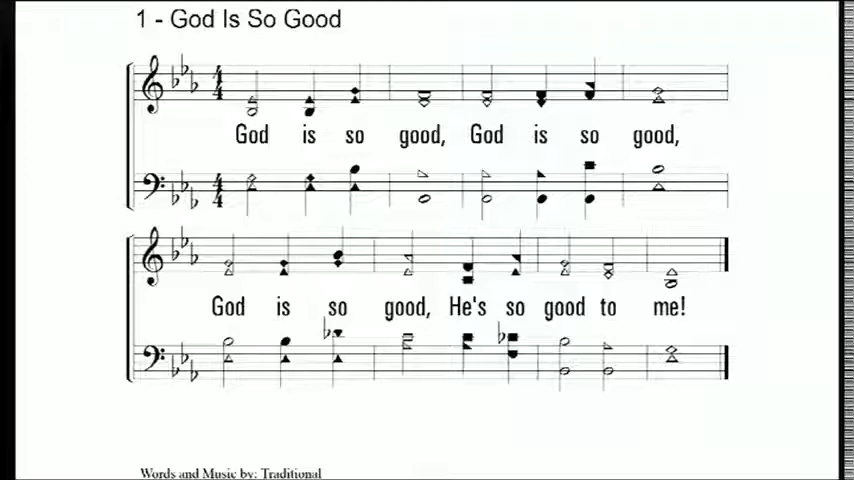 1 - God Is So Good
God is so good, God is so good,
God is so good, He's so good to me!
Words and Music by: Traditional